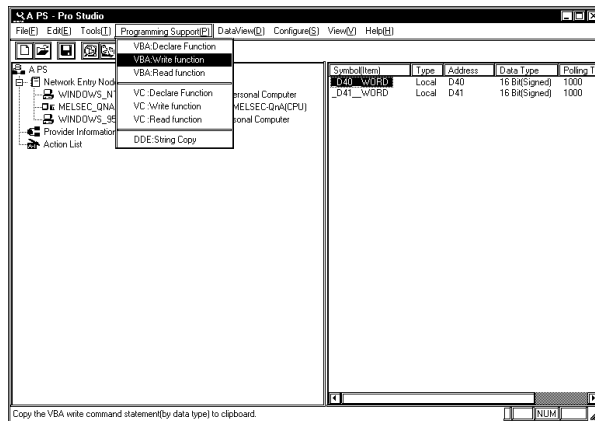 A PS - Pro Studio
File(F) Edit(E) Tools(T) Programming Support(P) DataView(D) Configure(S) View(V) Help(H)
VBA:Declare Function
VBA:Write function
VBA:Read function
VC :Declare Function
VC :Write function
VC :Read function
DDE:String Copy
A PS
Network Entry Node
WINDOWS_N
ersonal Computer
MELSEC_QNA
MELSEC-QnA(CPU)
WINDOWS_95
sonal Computer
Provider Information
Action List
Symbol(Item) Type Address Data Type Polling T
_D40__WORD Local D40 16 Bit(Signed) 1000
_D41__WORD Local D41 16 Bit(Signed) 1000
Copy the VBA write command statement(by data type) to clipboard.
NUM